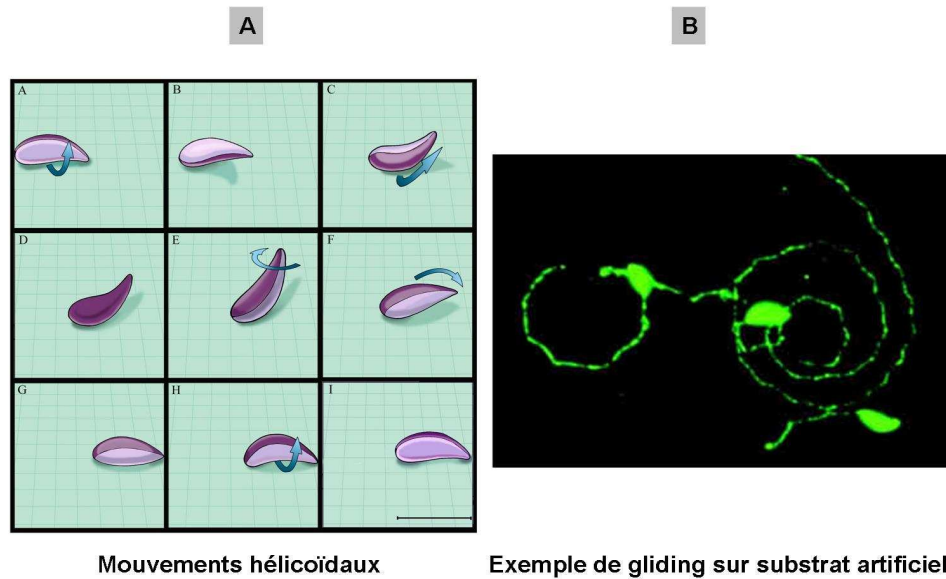 A
B
A
B
C
D
E
F
G
H
I
Mouvements hélicoïdaux
Exemple de gliding sur substrat artificiel